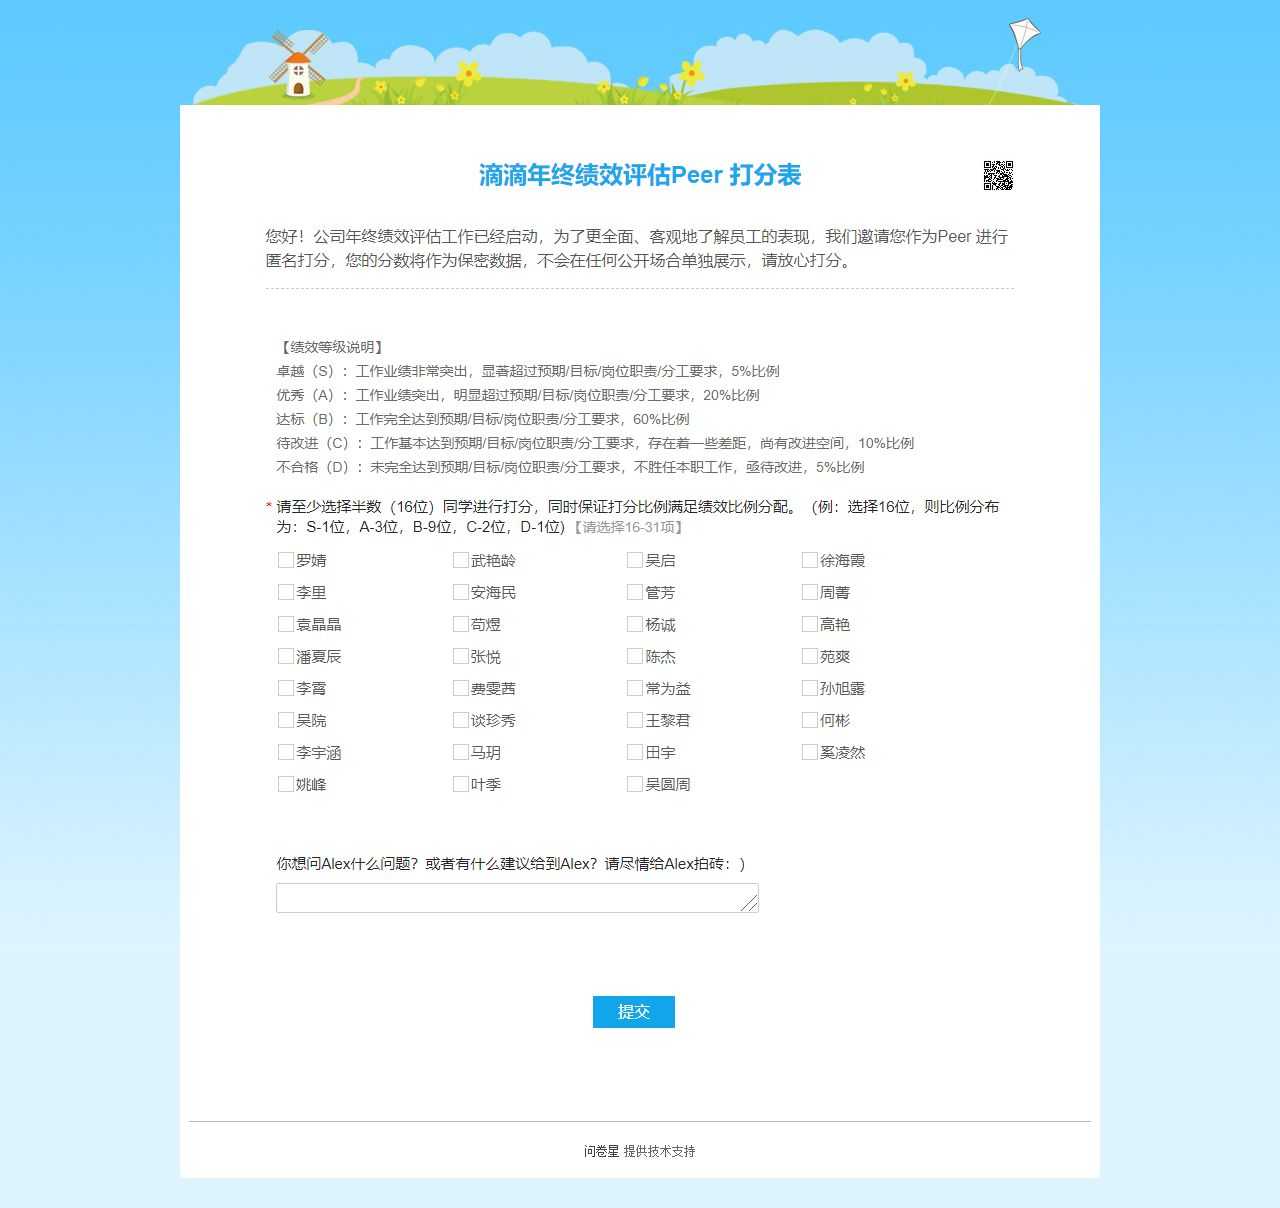 滴滴年终绩效评估Peer 打分表
您好！公司年终绩效评估工作已经启动，为了更全面、客观地了解员工的表现，我们邀请您作为Peer 进行
匿名打分，您的分数将作为保密数据，不会在任何公开场合单独展示，请放心打分。
【绩效等级说明】
卓越（S）：工作业绩非常突出，显著超过预期/目标/岗位职责/分工要求，5%比例
优秀（A）：工作业绩突出，明显超过预期/目标/岗位职责/分工要求，20%比例
达标（B）：工作完全达到预期/目标/岗位职责/分工要求，60%比例
待改进（C）：工作基本达到预期/目标/岗位职责/分工要求，存在着一些差距，尚有改进空间，10%比例
不合格（D）：未完全达到预期/目标/岗位职责/分工要求，不胜任本职工作，亟待改进，5%比例
* 请至少选择半数（16位）同学进行打分，同时保证打分比例满足绩效比例分配。（例：选择16位，则比例分布
为：S-1位，A-3位，B-9位，C-2位，D-1位)【请选择16-31项】
罗婧 武艳龄 吴启 徐海霞
李里 安海民 管芳 周菁
袁晶晶 苟煜 杨诚 高艳
潘夏辰 张悦 陈杰 苑爽
李霄 费雯茜 常为益 孙旭露
吴院 谈珍秀 王黎君 何彬
李宇涵 马玥 田宇 奚凌然
姚峰 叶季 吴圆周
你想问Alex什么问题？或者有什么建议给到Alex？请尽情给Alex拍砖：)
提交
问卷星 提供技术支持